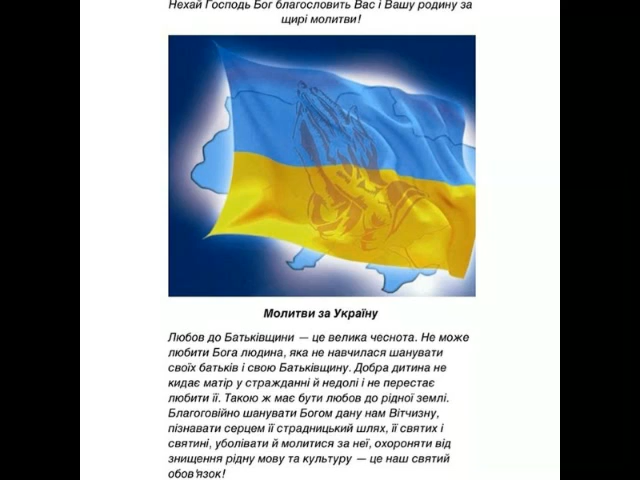 Нехай Господь Бог благословить Вас і Вашу родину за
щирі молитви!
Молитви за Україну
Любов до Батьківщини — це велика чеснота. Не може
любити Бога людина, яка не навчилася шанувати
своїх батьків і свою Батьківщину. Добра дитина не
кидає матір у стражданні й недолі і не перестає
любити її. Такою ж має бути любов до рідної землі.
Благоговійно шанувати Богом дану нам Вітчизну,
пізнавати серцем її страдницький шлях, її святих і
святині, уболівати й молитися за неї, охороняти від
знищення рідну мову та культуру — це наш святий
обов'язок!